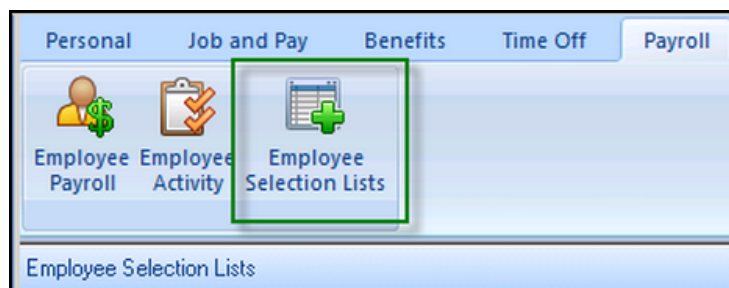 Personal Job and Pay Benefits Time Off Payroll
Employee Employee Employee
Payroll Activity Selection Lists
Employee Selection Lists